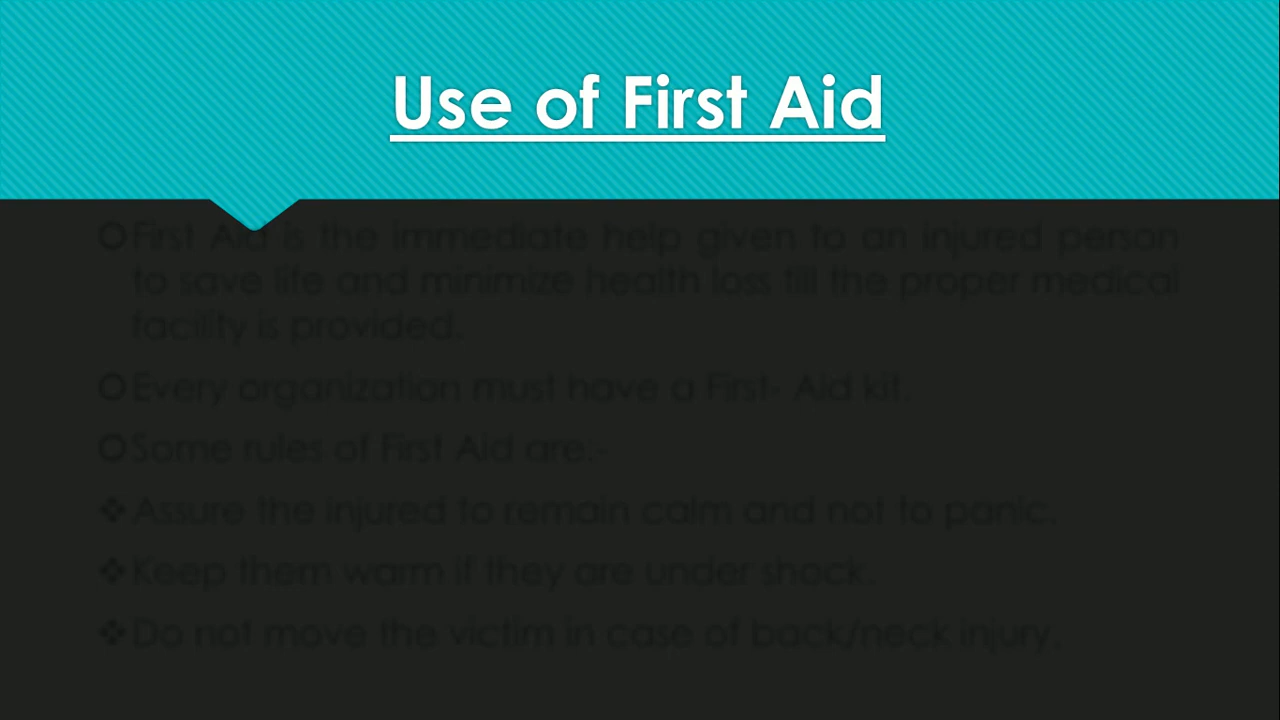 Use of First Aid
First Aid is the immediate help given to an injured person
to save life and minimize health loss till the proper medical
facility is provided.
Every organization must have a First- Aid kit.
Some rules of First Aid are:-
Assure the injured to remain calm and not to panic.
Keep them warm if they are under shock.
Do not move the victim in case of back/neck injury.